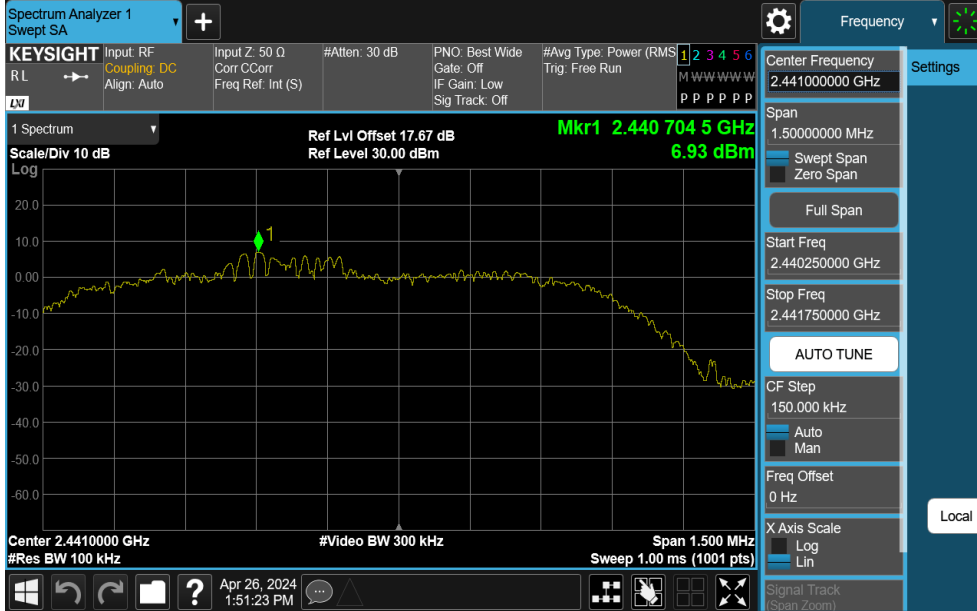 Spectrum Analyzer 1
Swept SA
+
Frequency
KEYSIGHT
R L
LXI
Input: RF
Coupling: DC
Align: Auto
Input Z: 50 Ω
Corr CCorr
Freq Ref: Int (S)
#Atten: 30 dB
PNO: Best Wide
Gate: Off
IF Gain: Low
Sig Track: Off
#Avg Type: Power (RMS
Trig: Free Run
1 2 3 4 5 6
M W W W W W
P P P P P P
1 Spectrum
Scale/Div 10 dB
Log
Ref Lvl Offset 17.67 dB
Ref Level 30.00 dBm
Mkr1 2.440 704 5 GHz
6.93 dBm
1
20.0
10.0
0.00
-10.0
-20.0
-30.0
-40.0
-50.0
-60.0
Center 2.4410000 GHz
#Res BW 100 kHz
#Video BW 300 kHz
Span 1.500 MHz
Sweep 1.00 ms (1001 pts)
Center Frequency
2.441000000 GHz
Span
1.50000000 MHz
Swept Span
Zero Span
Full Span
Start Freq
2.440250000 GHz
Stop Freq
2.441750000 GHz
AUTO TUNE
CF Step
150.000 kHz
Auto
Man
Freq Offset
0 Hz
X Axis Scale
Log
Lin
Signal Track
(Span Zoom)
Settings
Local
?
Apr 26, 2024
1:51:23 PM